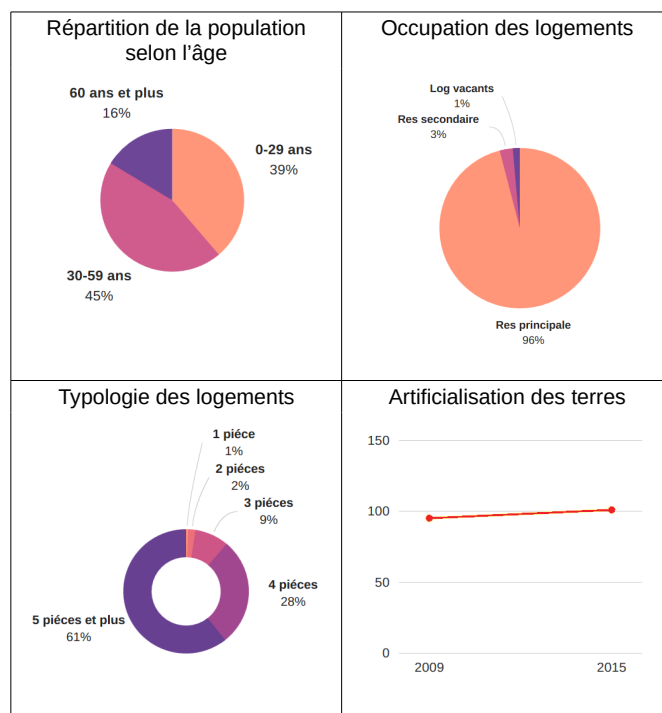 Répartition de la population
selon l'âge
60 ans et plus
16%
0-29 ans
39%
30-59 ans
45%
Occupation des logements
Log vacants
1%
Res secondaire
3%
Res principale
96%
Typologie des logements
1 piéce
1%
2 piéces
2%
3 piéces
9%
4 piéces
28%
5 piéces et plus
61%
Artificialisation des terres
150
100
50
0
2009
2015